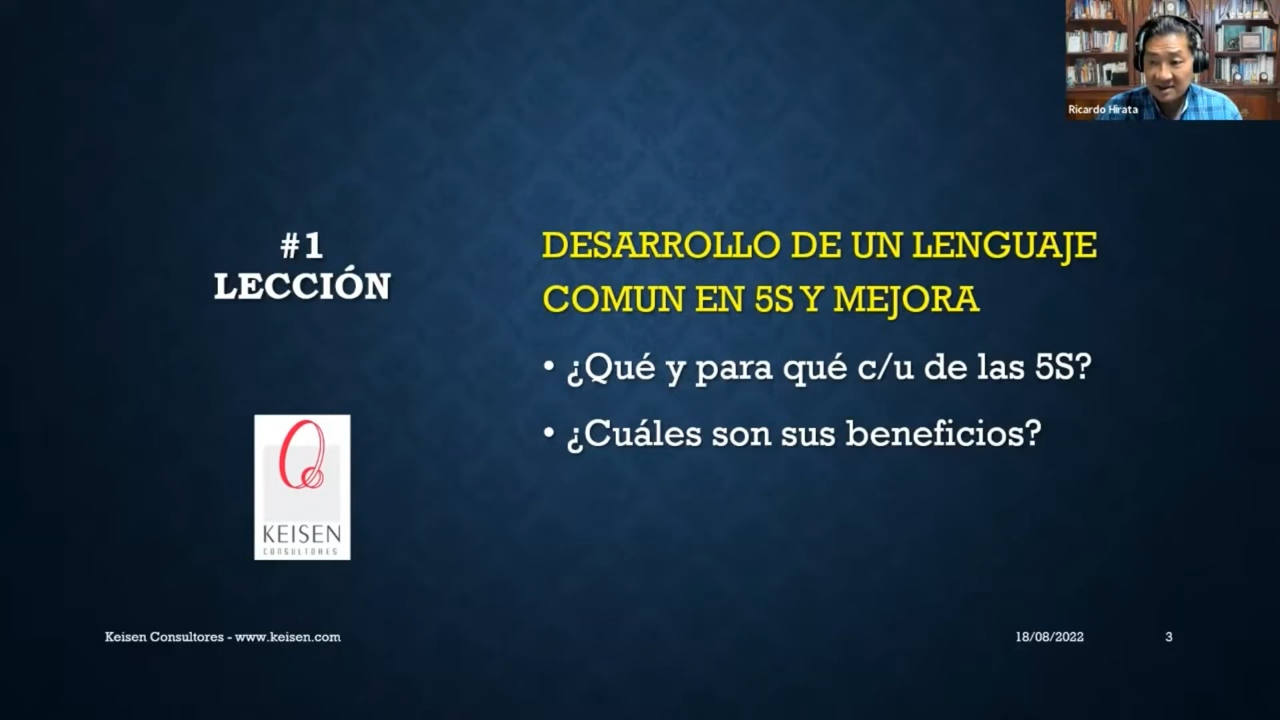 Ricardo Hirata
#1
LECCIÓN
DESARROLLO DE UN LENGUAJE
COMUN EN 5S Y MEJORA
• ¿Qué y para qué c/u de las 5S?
• ¿Cuáles son sus beneficios?
KEISEN
CONSULTORES
Keisen Consultores - www.keisen.com
18/08/2022
3